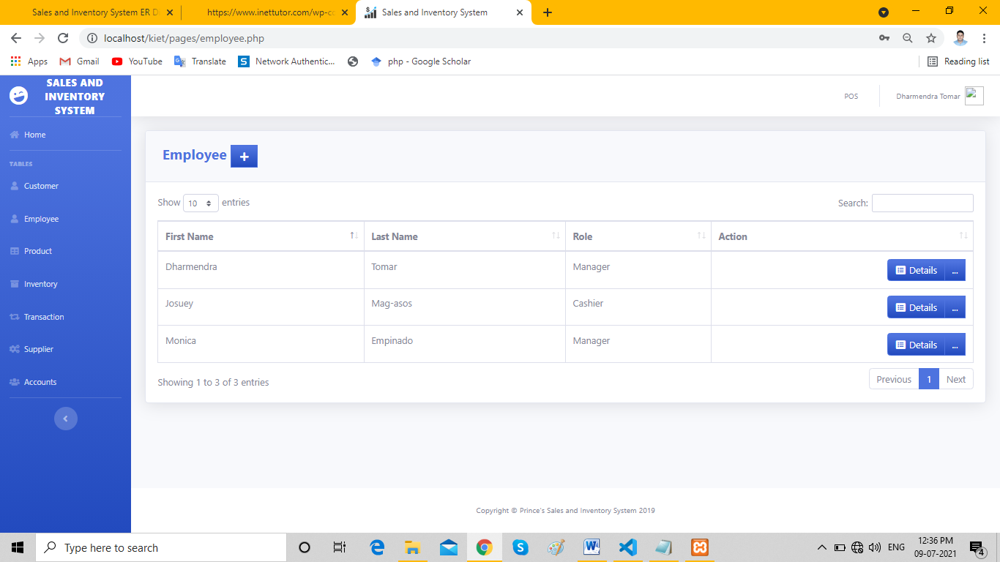 Sales and Inventory System ER D
https://www.inettutor.com/wp-co
Sales and Inventory System
localhost/kiet/pages/employee.php
Apps
Gmail
YouTube
Translate
Network Authentic...
php - Google Scholar
Reading list
SALES AND
INVENTORY
SYSTEM
Home
TABLES
Customer
Employee
Product
Inventory
Transaction
Supplier
Accounts
POS
Dharmendra Tomar
Employee +
Show 10 entries
Search:
First Name Last Name Role Action
Dharmendra Tomar Manager Details ...
Josuey Mag-asos Cashier Details ...
Monica Empinado Manager Details ...
Showing 1 to 3 of 3 entries
Previous 1 Next
Copyright © Prince's Sales and Inventory System 2019
Type here to search
ENG
12:36 PM
09-07-2021
4